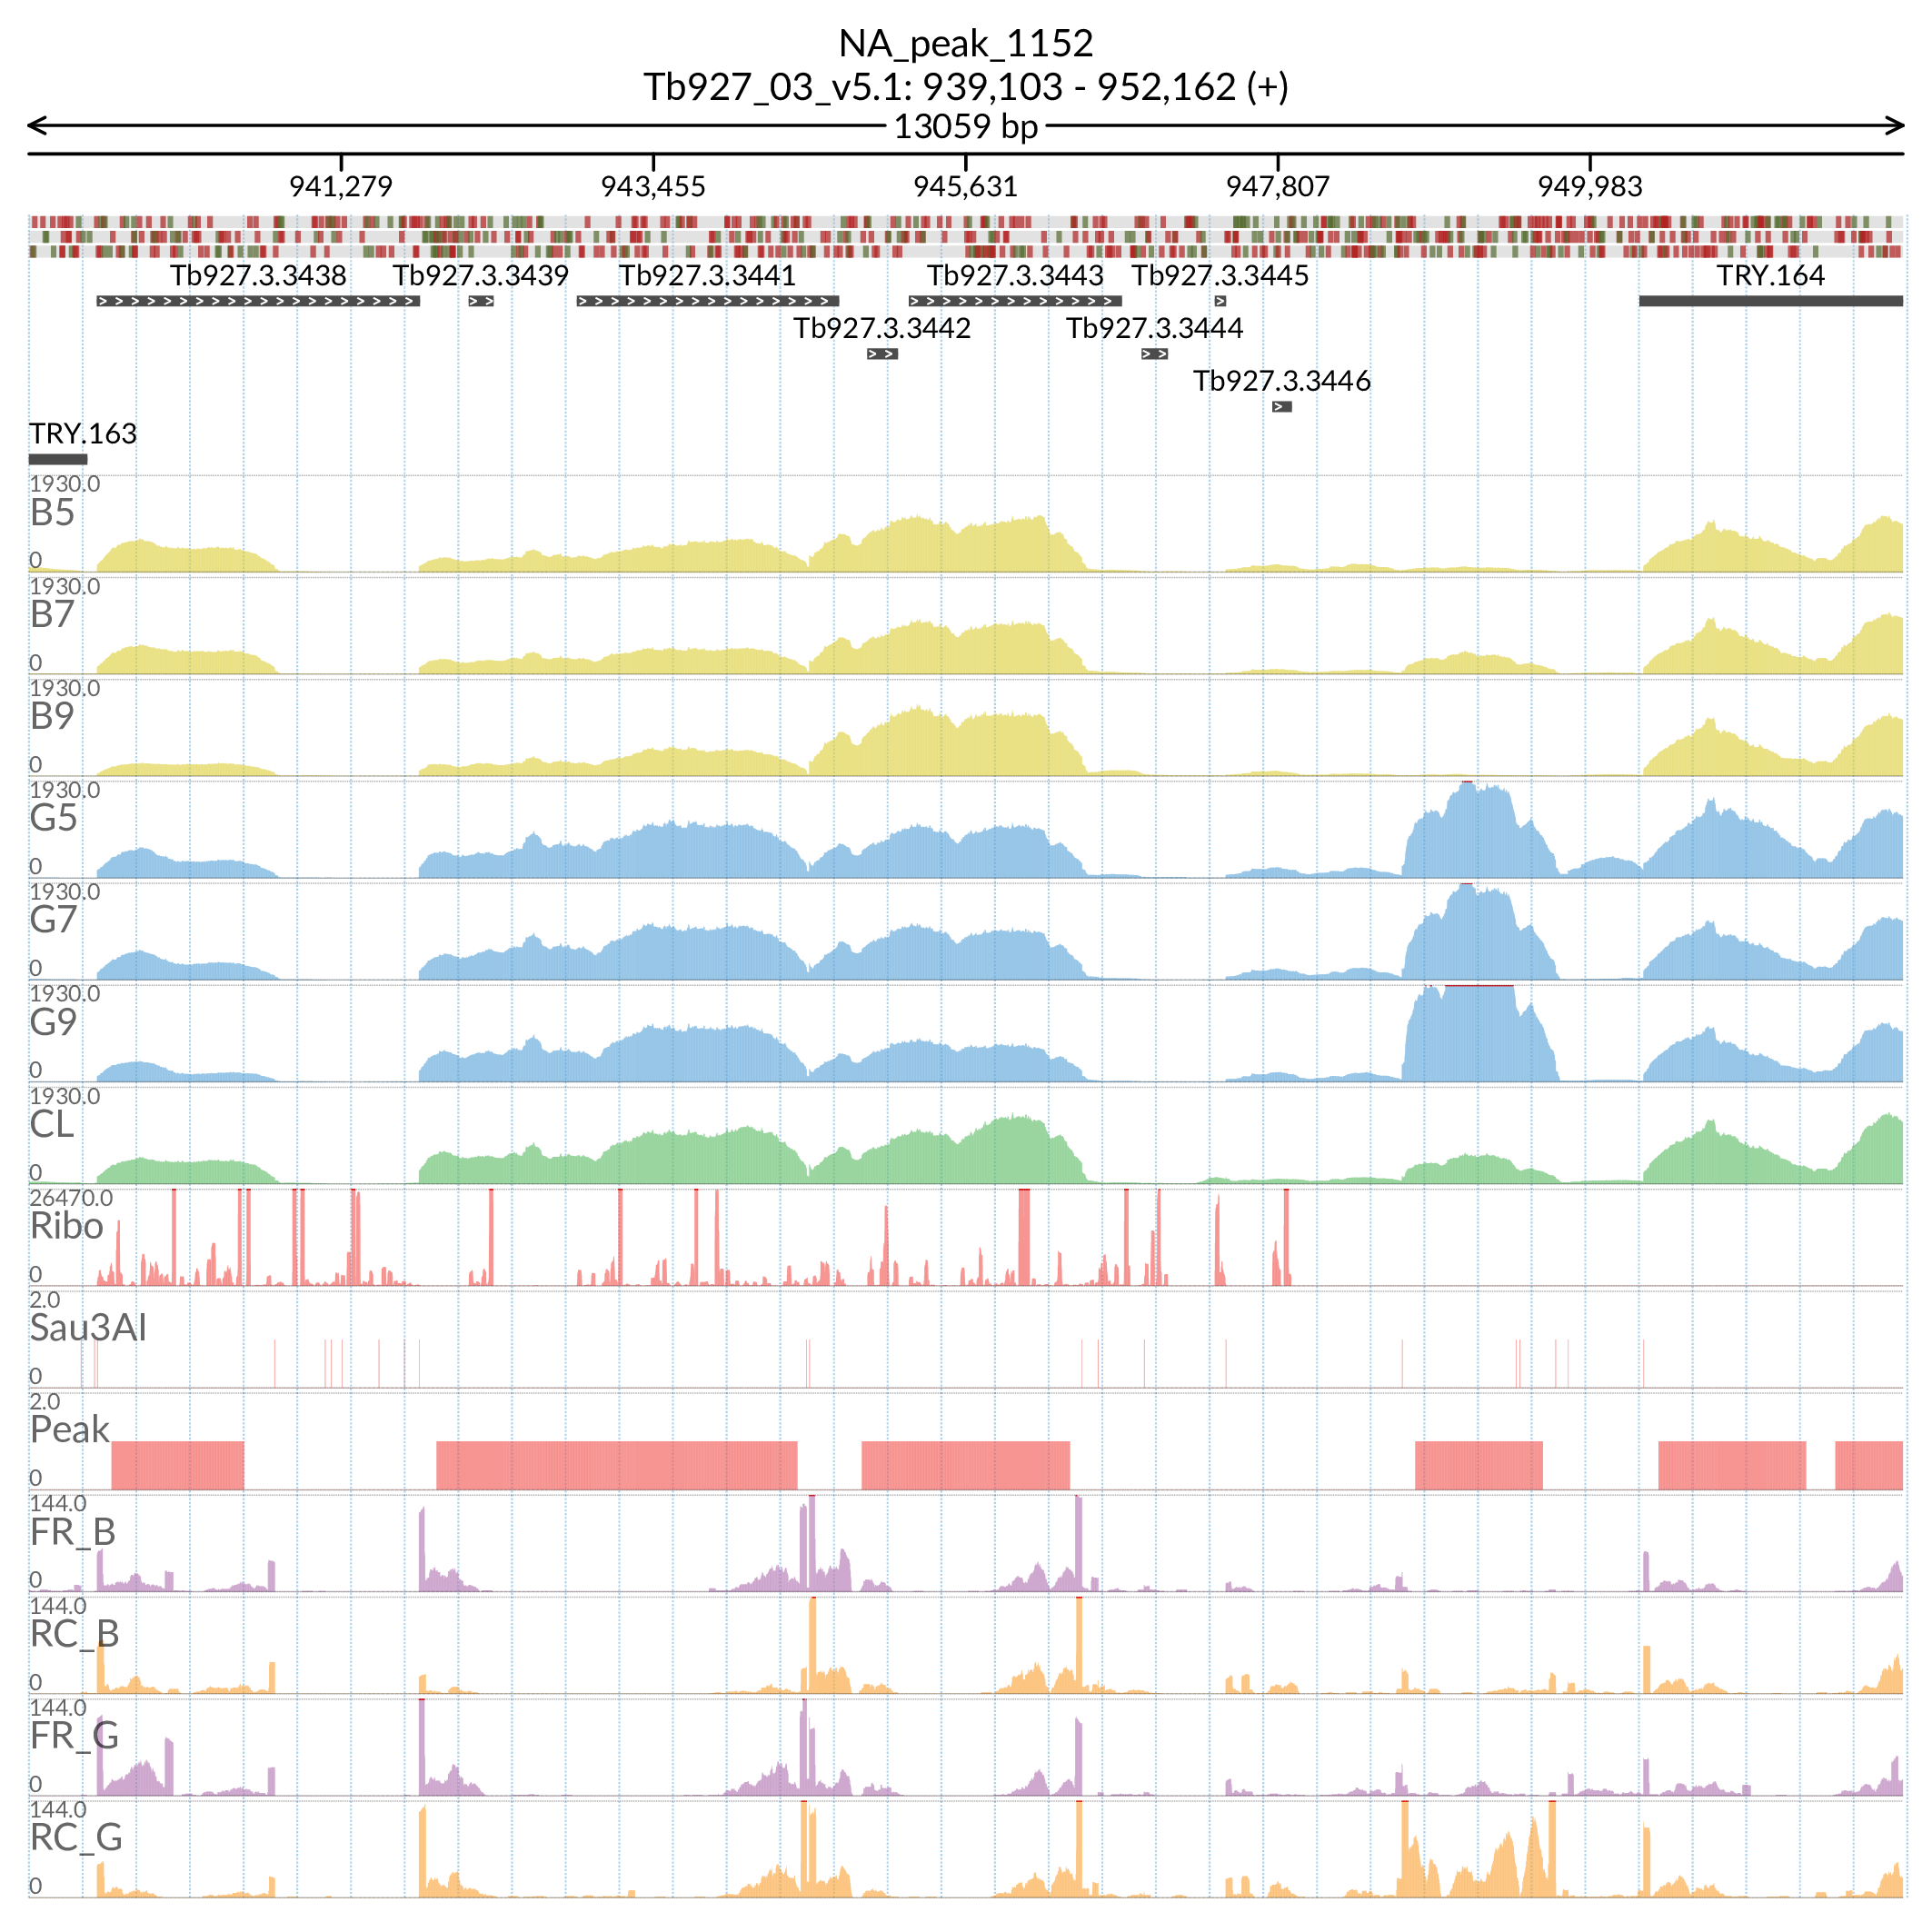 NA_peak_1152
Tb927_03_v5.1: 939,103 - 952,162 (+)
13059 bp
941,279 943,455 945,631 947,807 949,983
Tb927.3.3438 Tb927.3.3439 Tb927.3.3441 Tb927.3.3443 Tb927.3.3445 TRY.164
Tb927.3.3442 Tb927.3.3444
Tb927.3.3446
TRY.163
1930.0
B5
0
1930.0
B7
0
1930.0
B9
0
1930.0
G5
0
1930.0
G7
0
1930.0
G9
0
1930.0
CL
0
26470.0
Ribo
0
2.0
Sau3AI
0
2.0
Peak
0
144.0
FR_B
0
144.0
RC_B
0
144.0
FR_G
0
144.0
RC_G
0